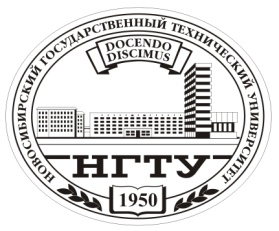 НОВОСИБИРСКИЙ ГОСУДАРСТВЕННЫЙ ТЕХНИЧЕСКИЙ УНИВЕРСИТЕТ
DOCENDO
DISCIMUS
НГТУ
1950